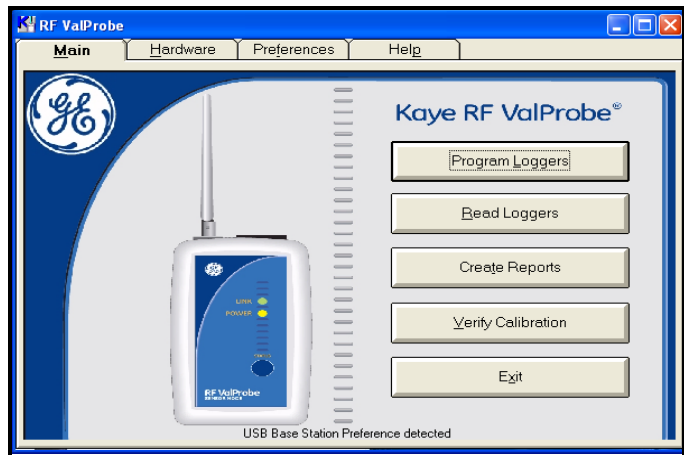 RF ValProbe
Main Hardware Preferences Help
GE
Kaye RF ValProbe®
Program Loggers
Read Loggers
Create Reports
Verify Calibration
Exit
LINK
POWER
RF ValProbe
USB Base Station Preference detected